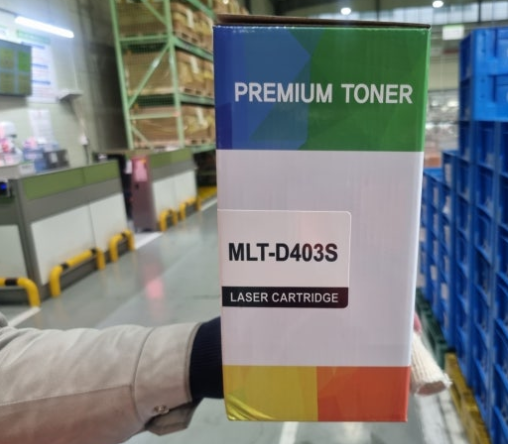 PREMIUM TONER
MLT-D403S
LASER CARTRIDGE